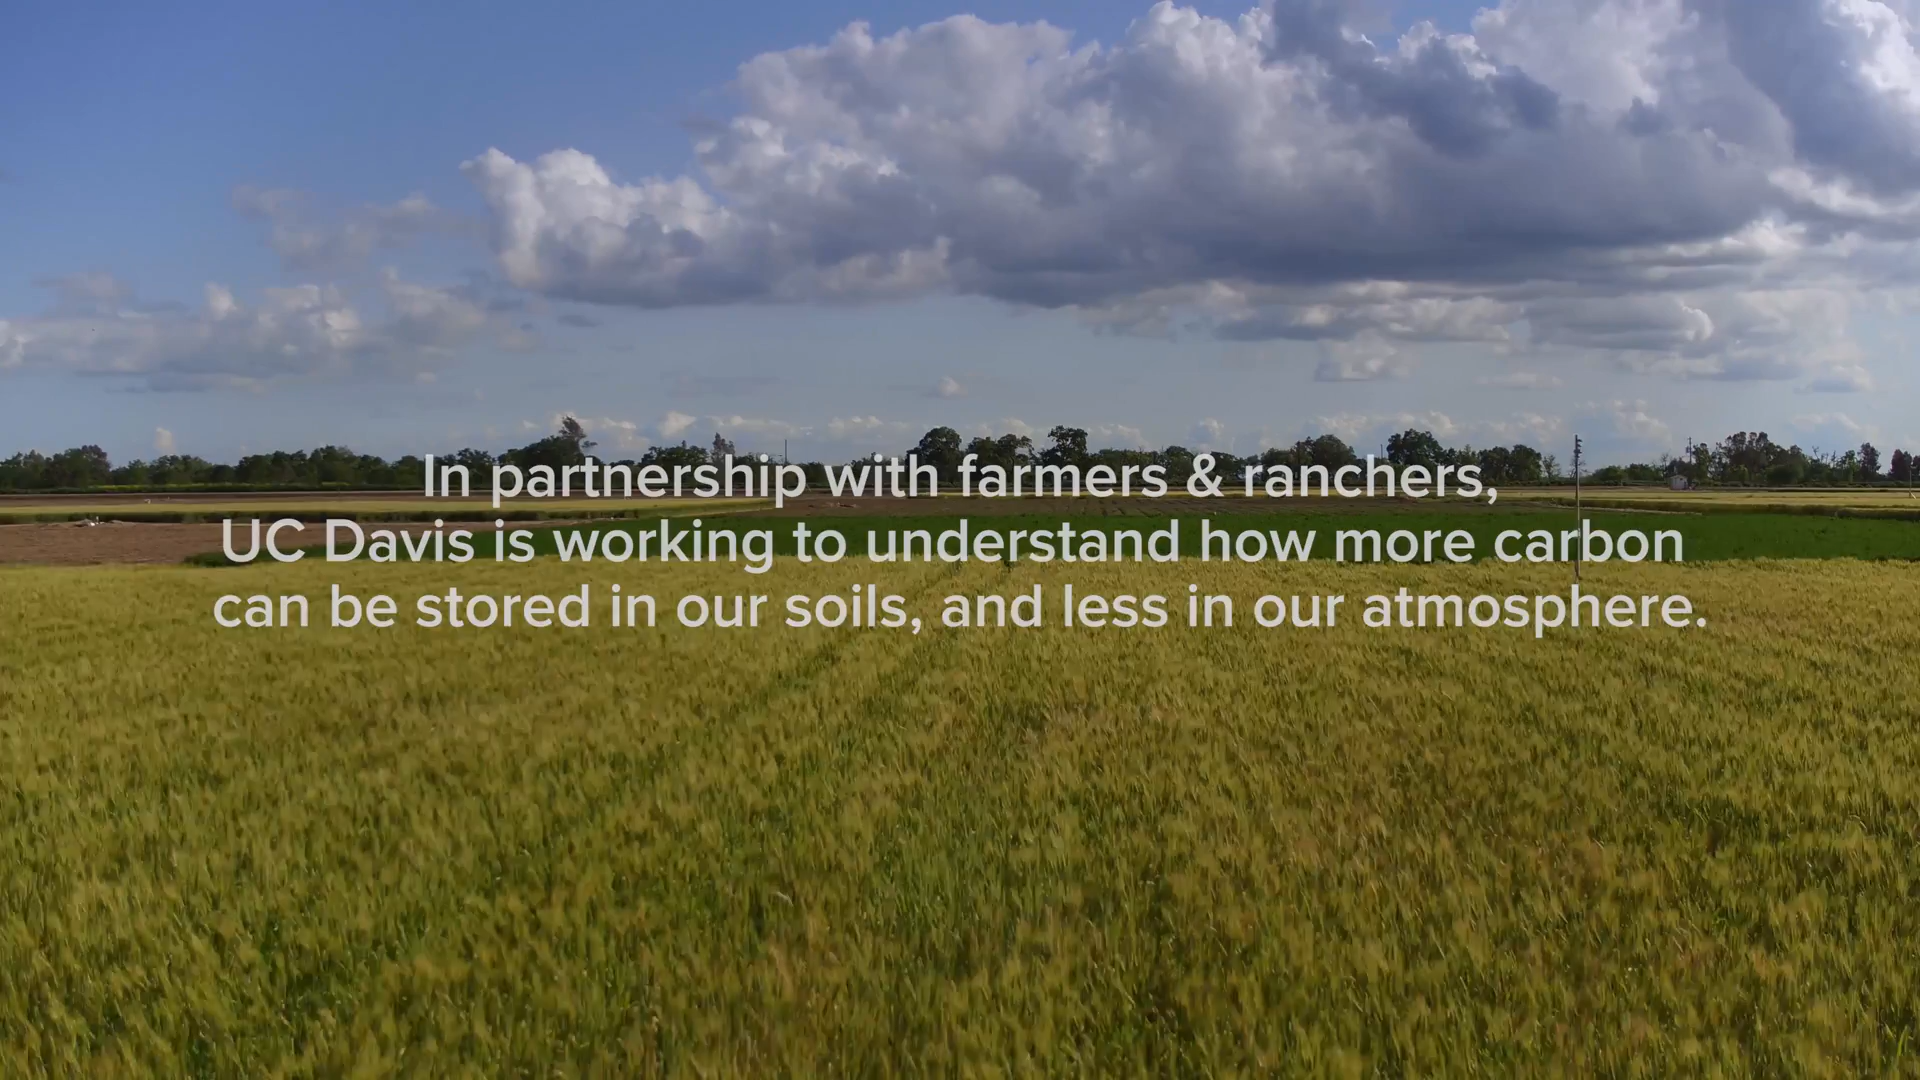 In partnership with farmers & ranchers,
UC Davis is working to understand how more carbon
can be stored in our soils, and less in our atmosphere.